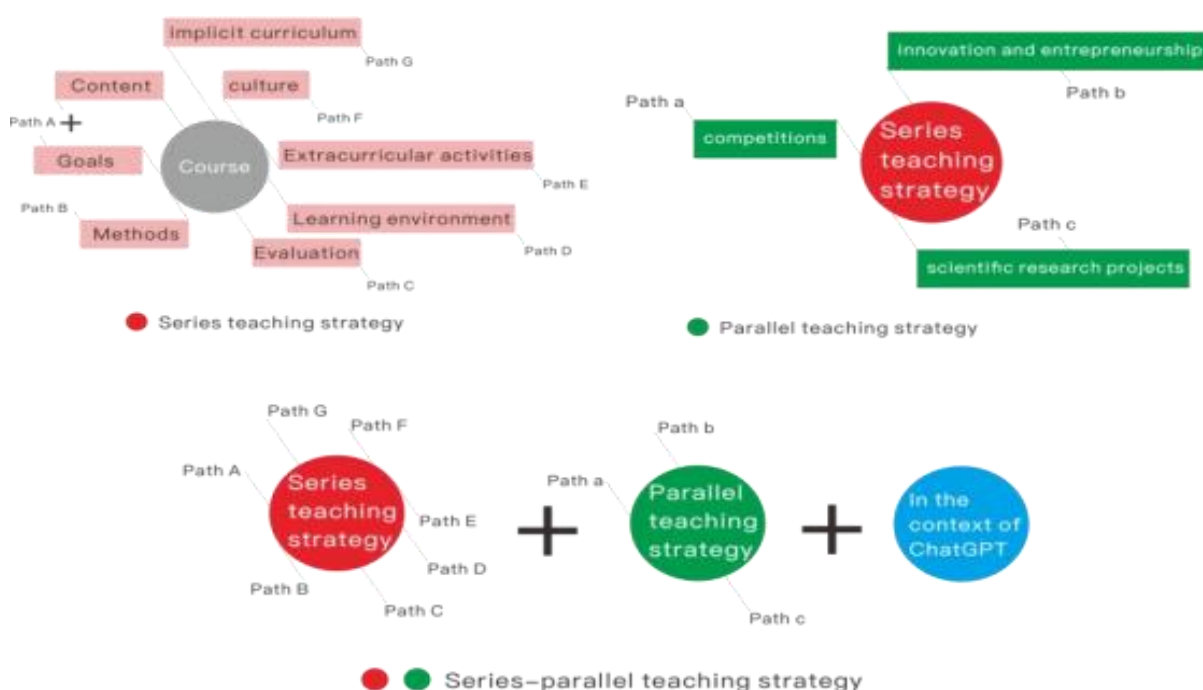 implicit curriculum
Path G
Content
culture
Path A
Path F
Goals
Course
Extracurricular activities
Path E
Path B
Learning environment
Methods
Path D
Evaluation
Path C
Series teaching strategy
innovation and entrepreneurship
Path b
Path a
competitions
Series
teaching
strategy
Path c
scientific research projects
Parallel teaching strategy
Path G
Path F
Path A
Series
teaching
strategy
Path E
Path D
Path B
Path C
+
Path b
Path a
Parallel
teaching
strategy
Path c
+
In the
context of
ChatGPT
Series–parallel teaching strategy